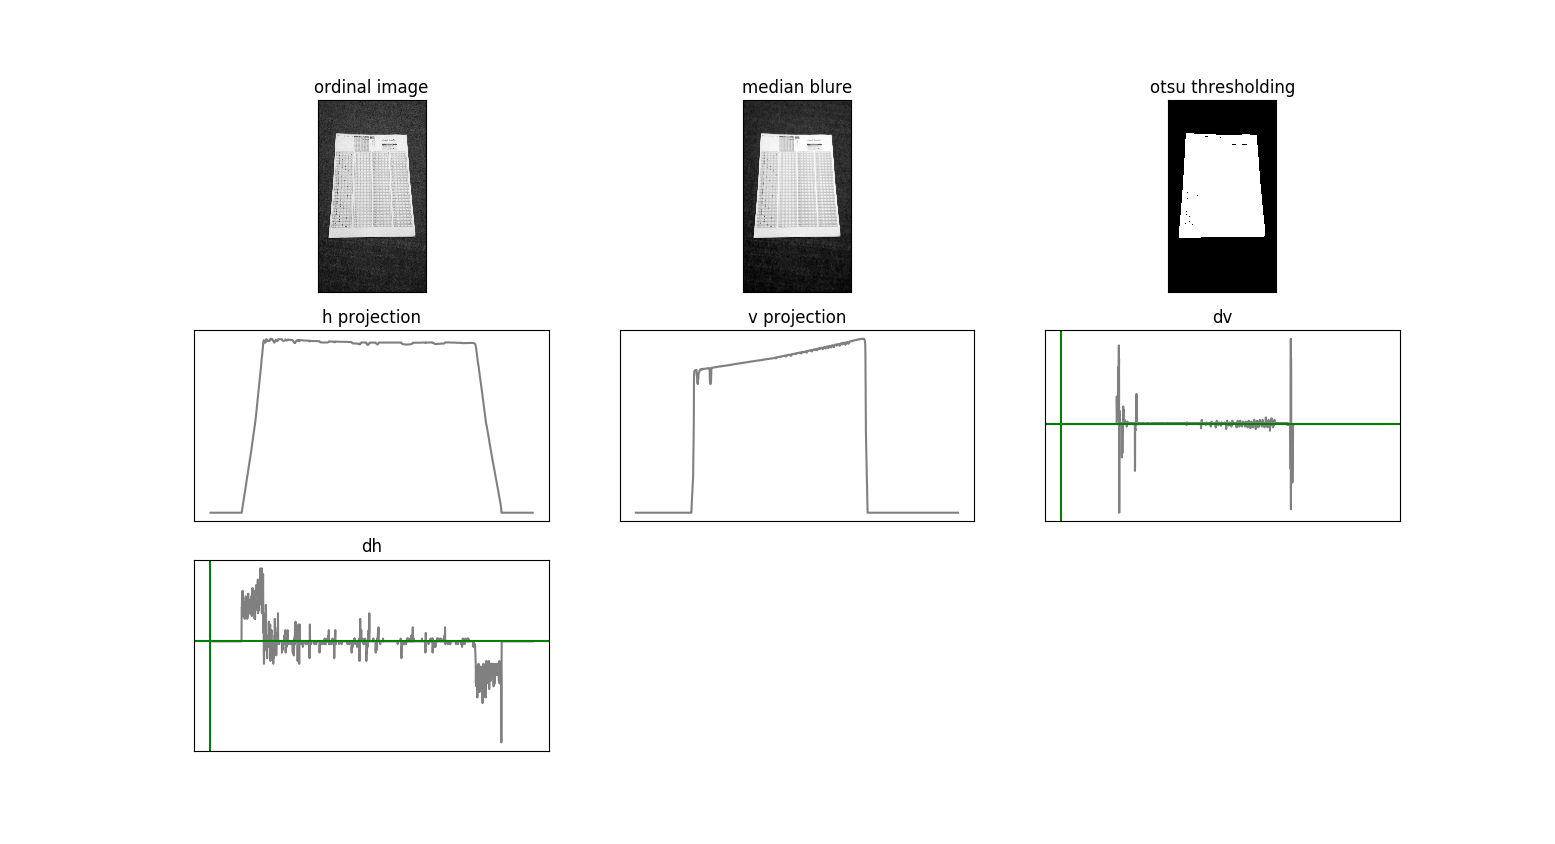 ordinal image
median blure
otsu thresholding
h projection
v projection
dv
dh